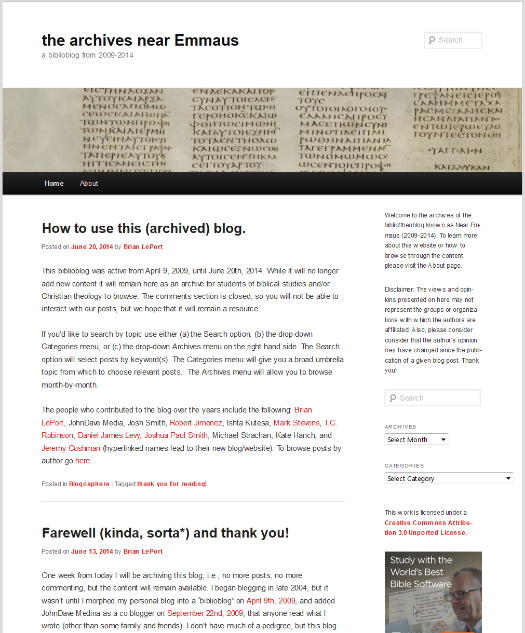 the archives near Emmaus
a biblioblog from 2009-2014
Search
Home About
How to use this (archived) blog.
Posted on June 20, 2014 by Brian LePort
This biblioblog was active from April 9, 2009, until June 20th, 2014. While it will no longer
add new content it will remain here as an archive for students of biblical studies and/or
Christian theology to browse. The comments section is closed, so you will not be able to
interact with our posts, but we hope that it will remain a resource.
If you'd like to search by topic use either (a) the Search option, (b) the drop-down
Categories menu, or (c) the drop-down Archives menu on the right hand side. The Search
option will select posts by keyword(s). The Categories menu will give you a broad umbrella
topic from which to choose relevant posts. The Archives menu will allow you to browse
month-by-month.
The people who contributed to the blog over the years include the following: Brian
LePort, JohnDave Medina, Josh Smith, Robert Jimenez, Ishta Kutesa, Mark Stevens, T.C.
Robinson, Daniel James Levy, Joshua Paul Smith, Michael Strachan, Kate Hanch, and
Jeremy Cushman (hyperlinked names lead to their new blog/website). To browse posts by
author go here.
Posted in Blogosphere | Tagged thank you for reading!
Farewell (kinda, sorta*) and thank you!
Posted on June 13, 2014 by Brian LePort
One week from today I will be archiving this blog, i.e., no more posts, no more
commenting, but the content will remain available. I began blogging in late 2004, but it
wasn't until I morphed my personal blog into a "biblioblog" on April 9th, 2009, and added
JohnDave Medina as a co-blogger on September 22nd, 2009, that anyone read what I
wrote (other than some family and friends). I don't have much of a pedigree, but this blog
Welcome to the archives of the
biblio/theoblog known as Near Em-
maus (2009-2014). To learn more
about this website or how to
browse through the content
please visit the About page.
Disclaimer: The views and opin-
ions presented on here may not
represent the groups or organiza-
tions with which the authors are
affiliated. Also, please consider
consider that the author's opinion
may have changed since the publi-
cation of a given blog post. Thank
you!
Search
ARCHIVES
Select Month
CATEGORIES
Select Category
This work is licensed under a
Creative Commons Attribu-
tion 3.0 Unported License.
Study with the
World's Best
Bible Software